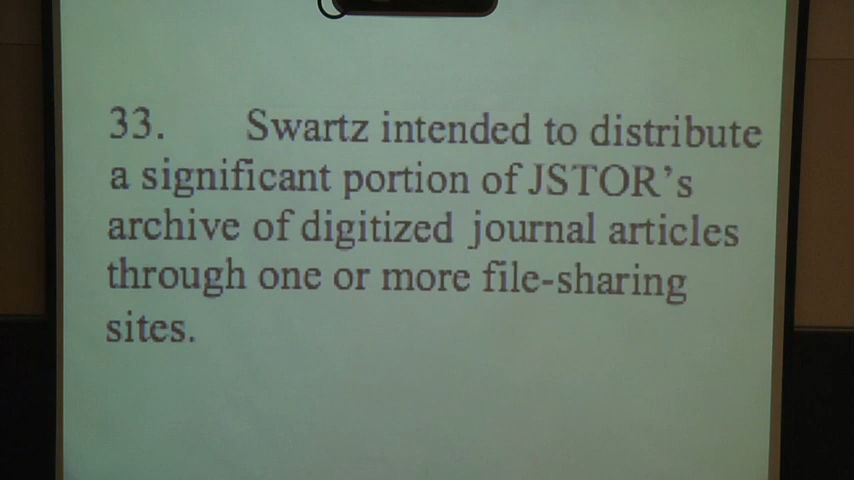 33. Swartz intended to distribute
a significant portion of JSTOR's
archive of digitized journal articles
through one or more file-sharing
sites.